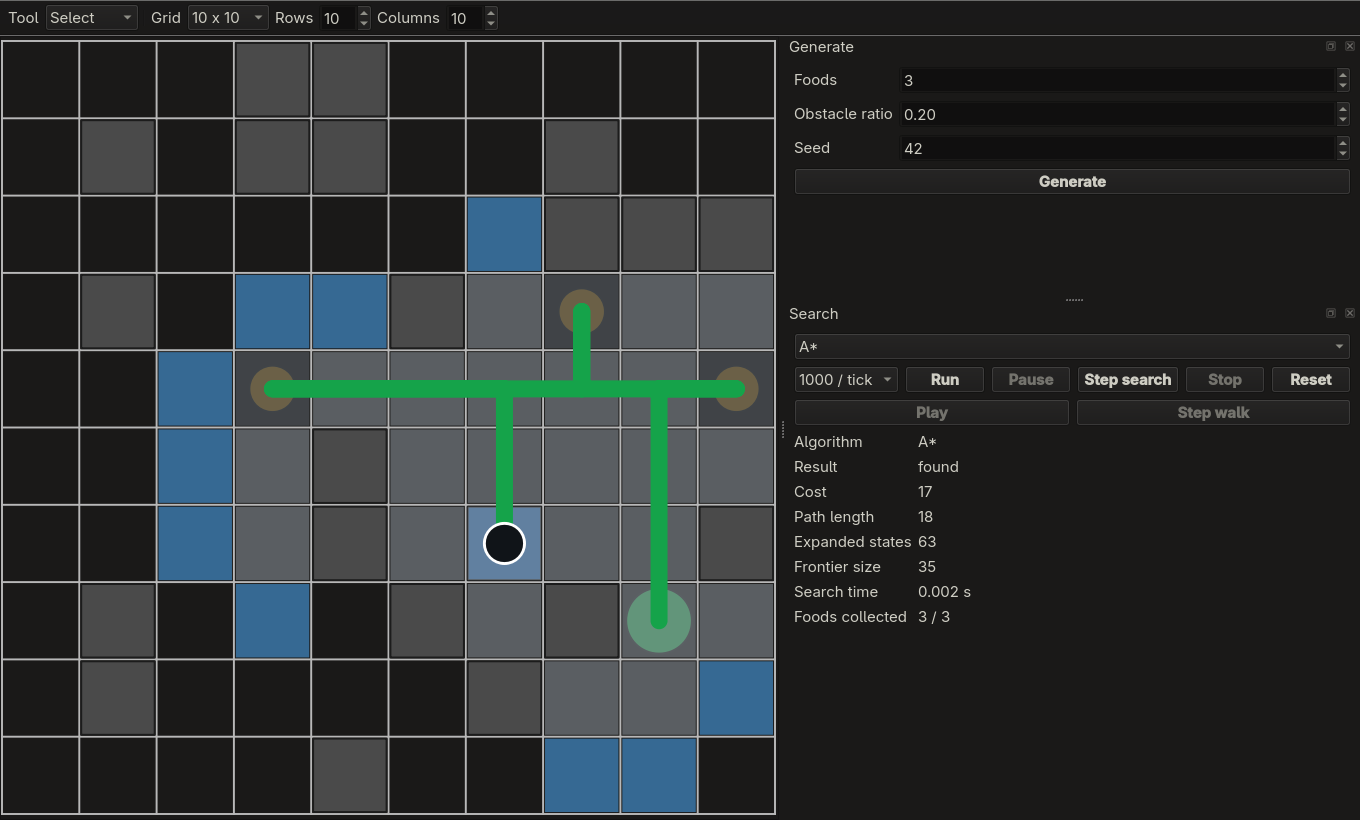 Tool Select Grid 10 x 10 Rows 10 Columns 10
Generate
Foods 3
Obstacle ratio 0.20
Seed 42
Generate
Search
A*
1000 / tick Run Pause Step search Stop Reset
Play Step walk
Algorithm A*
Result found
Cost 17
Path length 18
Expanded states 63
Frontier size 35
Search time 0.002 s
Foods collected 3 / 3